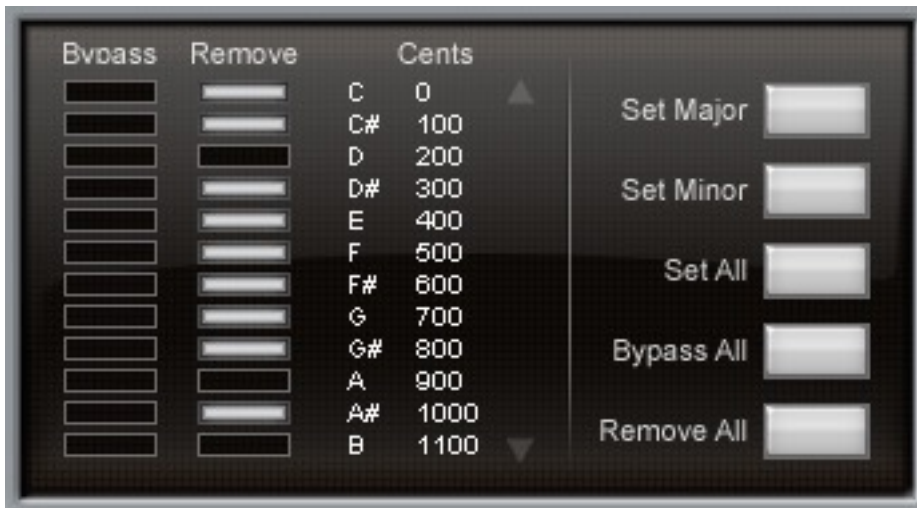 Bypass Remove Cents
C 0
C# 100
D 200
D# 300
E 400
F 500
F# 600
G 700
G# 800
A 900
A# 1000
B 1100
Set Major
Set Minor
Set All
Bypass All
Remove All